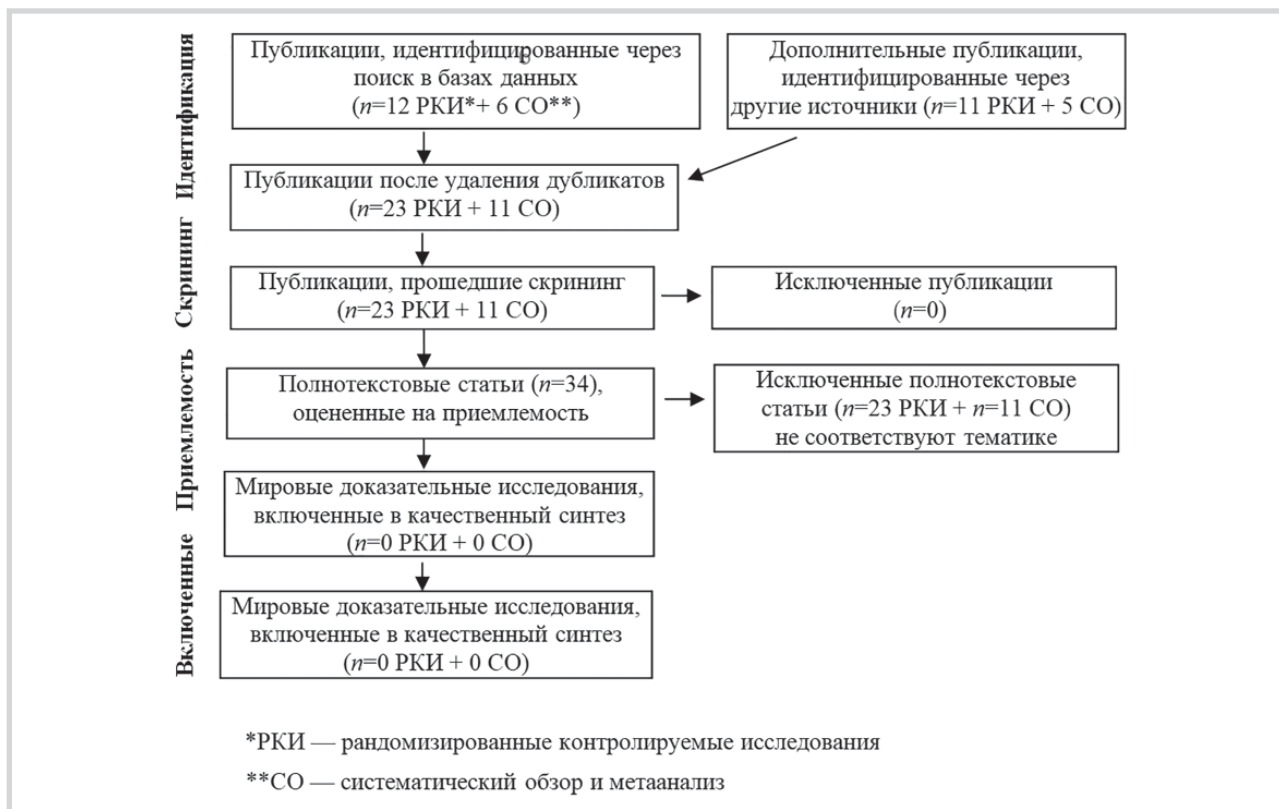 Идентификация
Скрининг
Приемлемость
Включенные
Публикации, идентифицированные через
поиск в базах данных
(n=12 РКИ*+ 6 СО**)
Дополнительные публикации,
идентифицированные через
другие источники (n=11 РКИ + 5 СО)
Публикации после удаления дубликатов
(n=23 РКИ + 11 СО)
Публикации, прошедшие скрининг
(n=23 РКИ + 11 СО)
Исключенные публикации
(n=0)
Полнотекстовые статьи (n=34),
оцененные на приемлемость
Исключенные полнотекстовые
статьи (n=23 РКИ + n=11 СО)
не соответствуют тематике
Мировые доказательные исследования,
включенные в качественный синтез
(n=0 РКИ + 0 СО)
Мировые доказательные исследования,
включенные в качественный синтез
(n=0 РКИ + 0 СО)
*РКИ — рандомизированные контролируемые исследования
**СО — систематический обзор и метаанализ